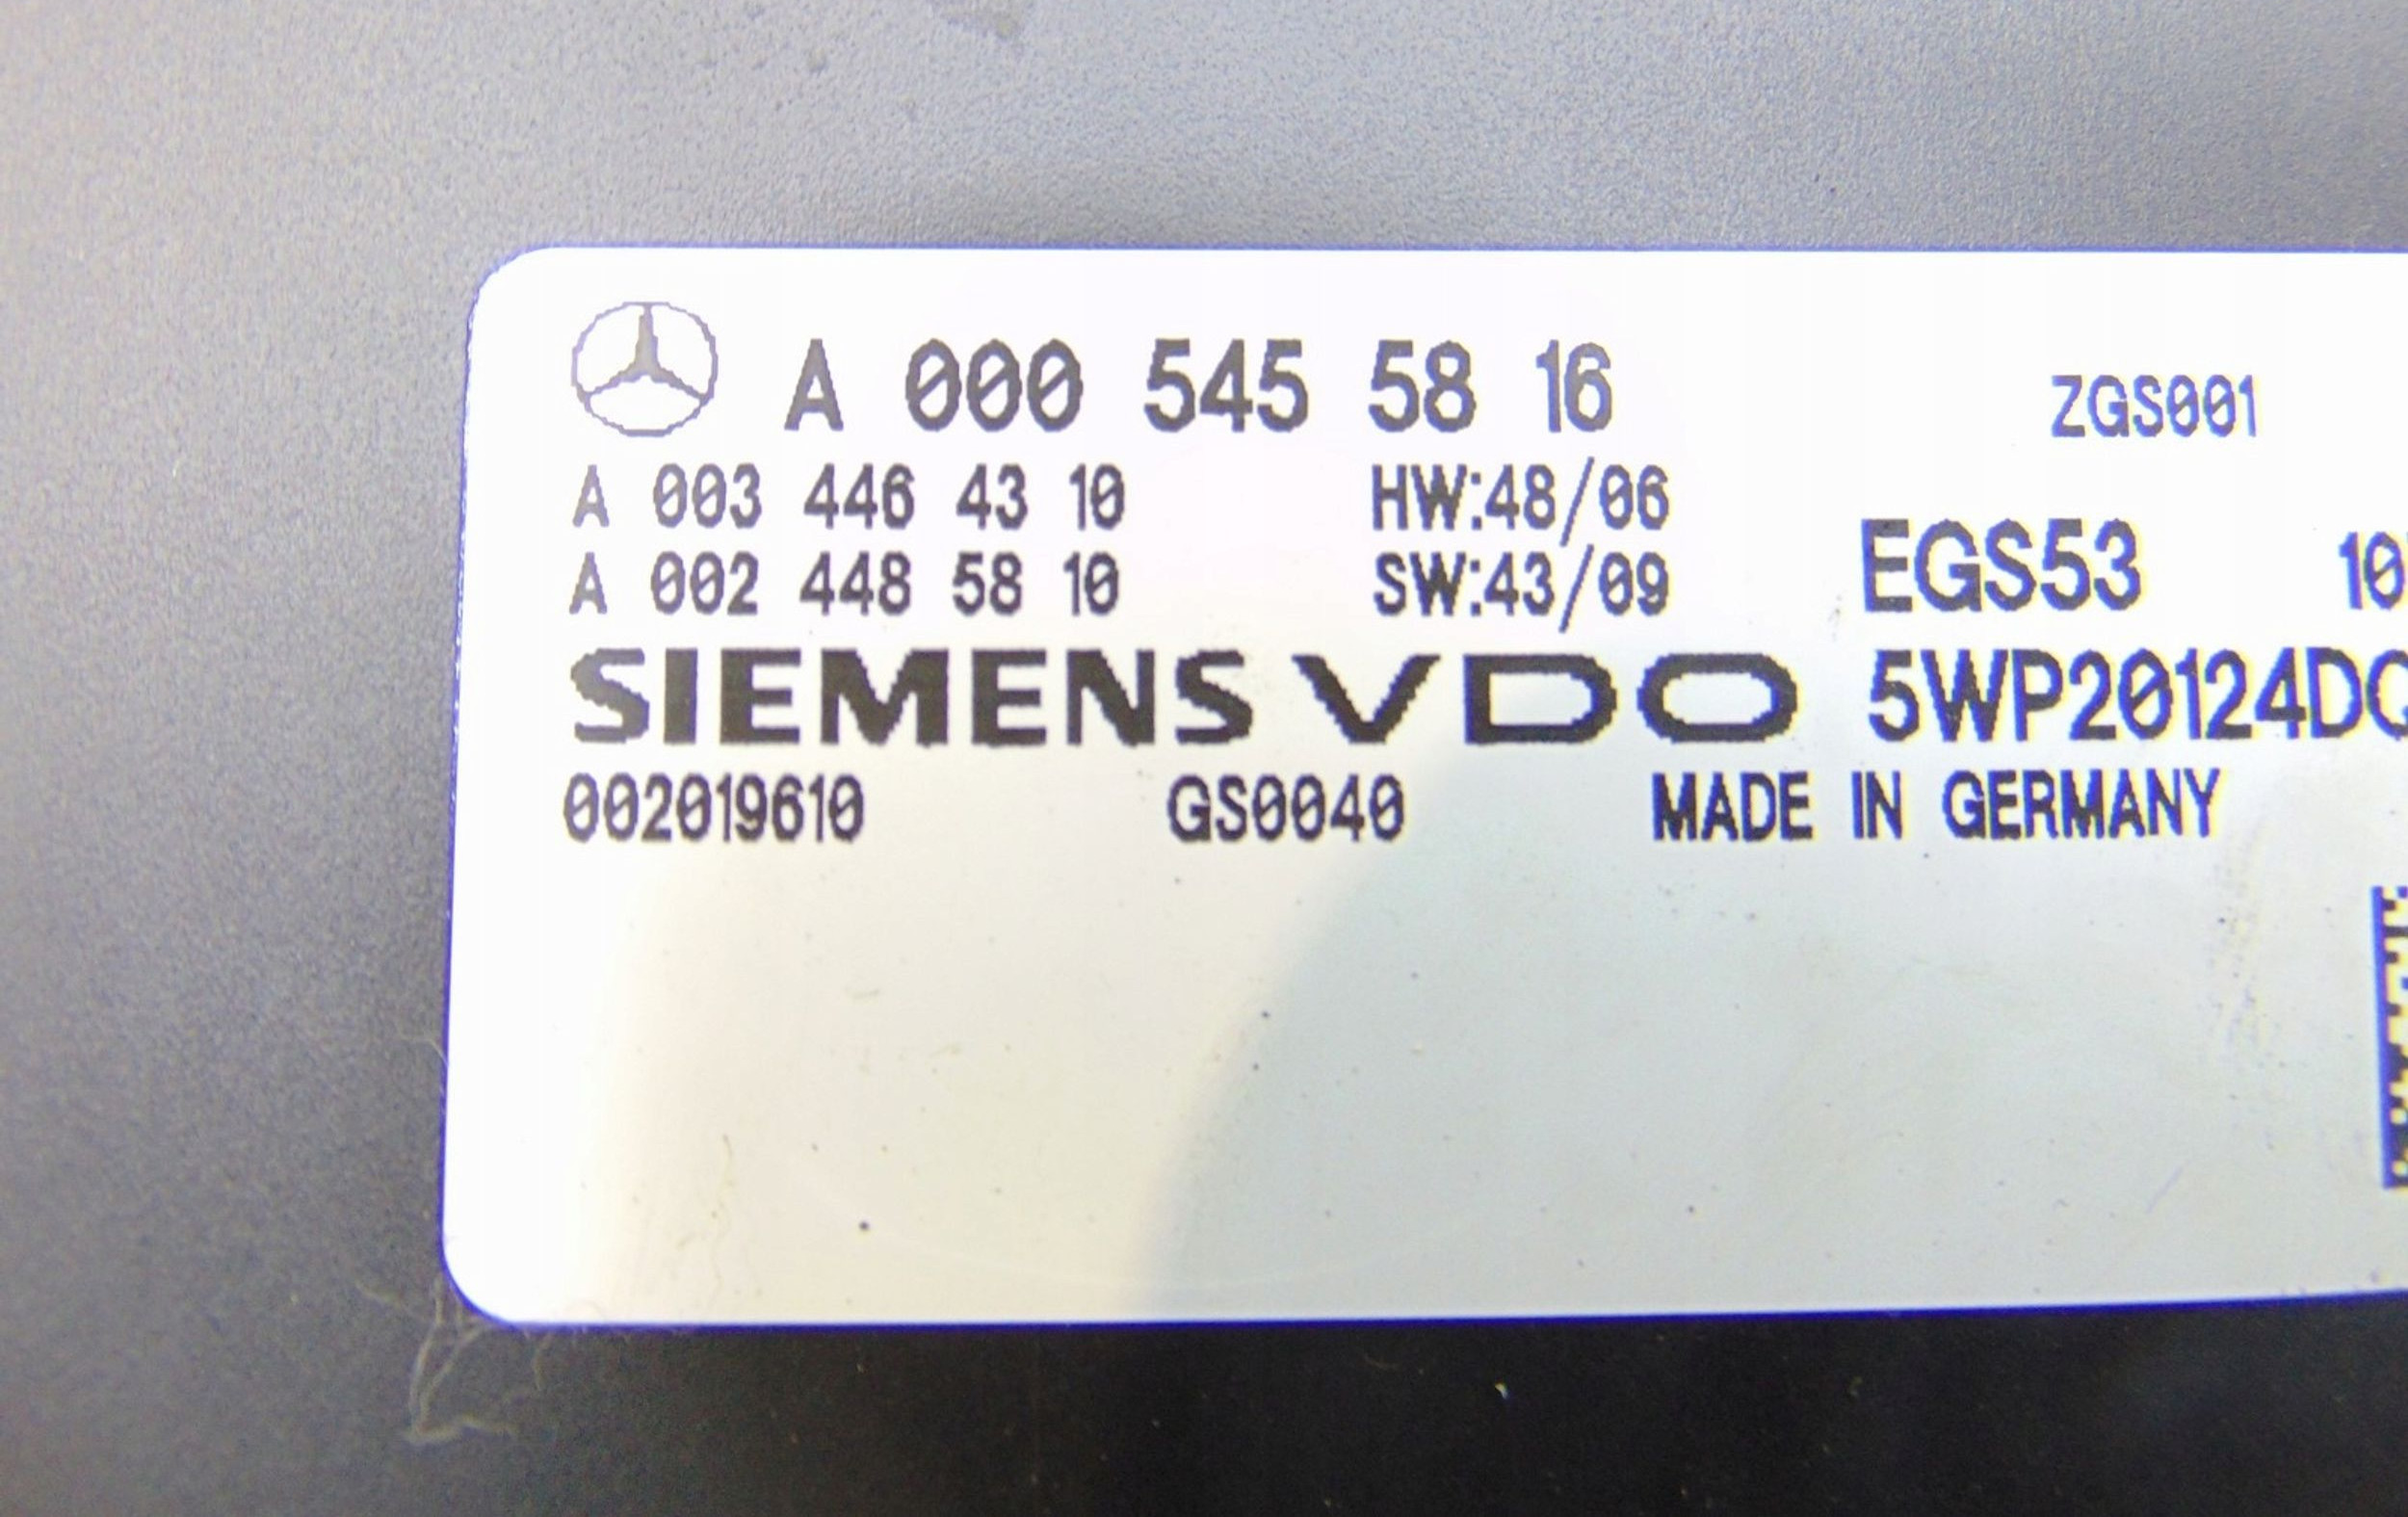 A 000 545 58 16 ZGS001
A 003 446 43 10 HW:48/06
A 002 448 58 10 SW:43/09 EGS53
SIEMENS VDO 5WP20124D
002019610 GS0040 MADE IN GERMANY